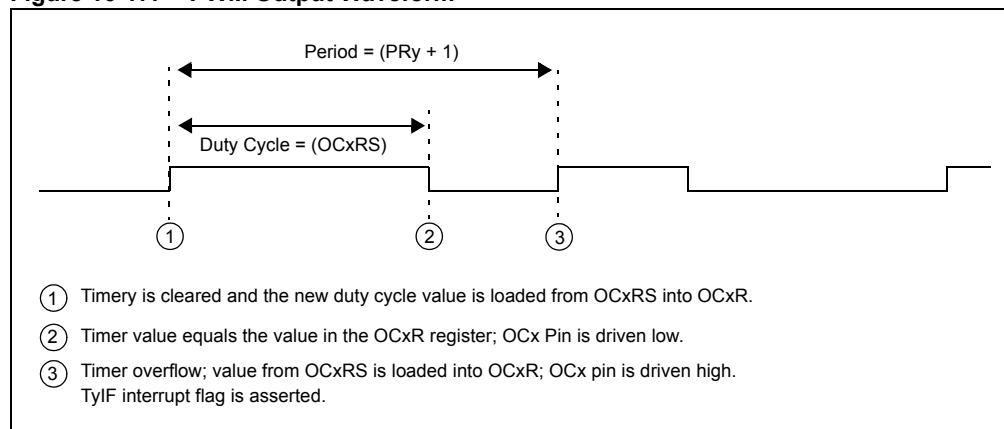 Period = (PRy + 1)
Duty Cycle = (OCxRS)
1
2
3
1 Timery is cleared and the new duty cycle value is loaded from OCxRS into OCxR.
2 Timer value equals the value in the OCxR register; OCx Pin is driven low.
3 Timer overflow; value from OCxRS is loaded into OCxR; OCx pin is driven high.
TyIF interrupt flag is asserted.